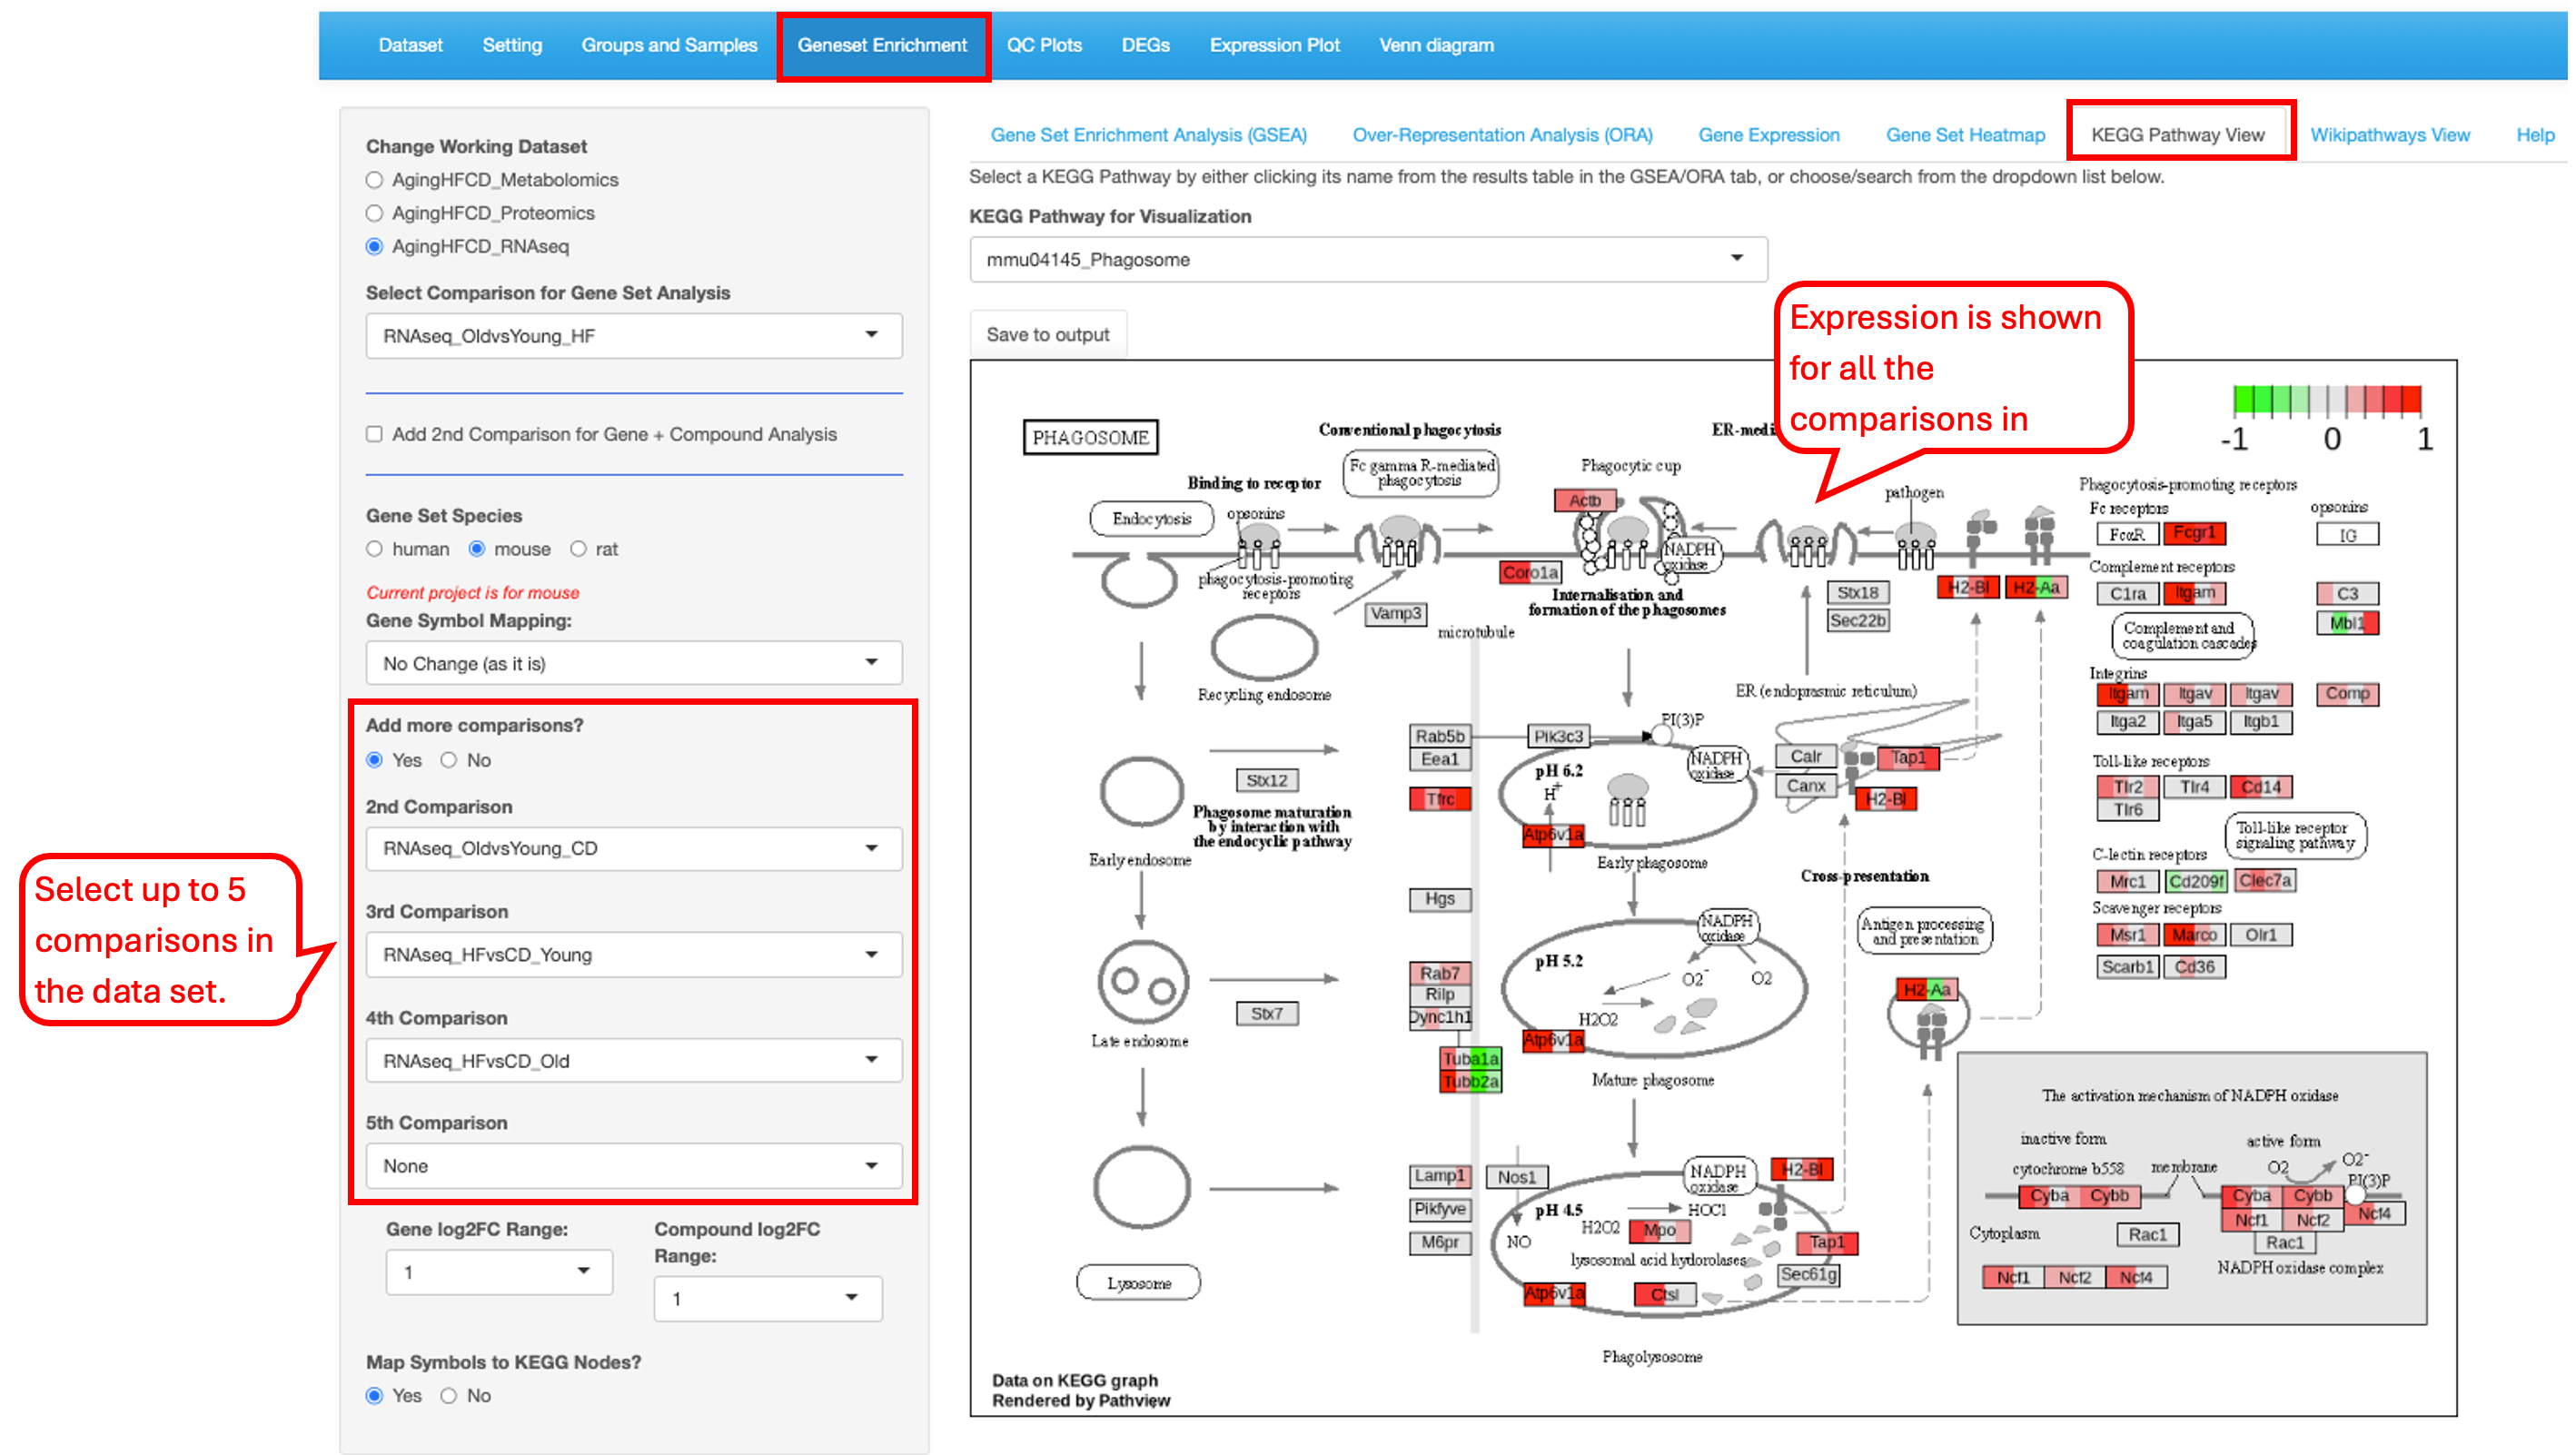 Dataset Setting Groups and Samples Geneset Enrichment QC Plots DEGs Expression Plot Venn diagram
Change Working Dataset
AgingHFCD_Metabolomics
AgingHFCD_Proteomics
AgingHFCD_RNAseq
Select Comparison for Gene Set Analysis
RNAseq_OldvsYoung_HF
Add 2nd Comparison for Gene + Compound Analysis
Gene Set Species
human mouse rat
Current project is for mouse
Gene Symbol Mapping:
No Change (as it is)
Add more comparisons?
Yes No
2nd Comparison
RNAseq_OldvsYoung_CD
3rd Comparison
RNAseq_HFvsCD_Young
4th Comparison
RNAseq_HFvsCD_Old
5th Comparison
None
Gene log2FC Range:
1
Compound log2FC
Range:
1
Map Symbols to KEGG Nodes?
Yes No
Select up to 5
comparisons in
the data set.
Gene Set Enrichment Analysis (GSEA) Over-Representation Analysis (ORA) Gene Expression Gene Set Heatmap KEGG Pathway View Wikipathways View Help
Select a KEGG Pathway by either clicking its name from the results table in the GSEA/ORA tab, or choose/search from the dropdown list below.
KEGG Pathway for Visualization
mmu04145_Phagosome
Save to output
Expression is shown
for all the
comparisons in
-1 0 1
PHAGOSOME
Conventional phagocytosis
Fc gamma R-mediated
phagocytosis
Binding to receptor
Endocytosis
opsonins
phagocytosis-promoting
receptors
Vamp3
Recycling endosome
microtubule
Phagocytic cup
Actb
Coro1a
NADPH
oxidase
Internalisation and
formation of the phagosomes
pathogen
Stx18
Sec22b
H2-Bl
H2-Aa
ER (endoprasmic reticulum)
Phagocytosis-promoting receptors
Fc receptors
opsonins
FcαR
Fcgr1
IG
Complement receptors
C1ra
Itgam
C3
Mbl1
Complement and
coagulation cascades
Integrins
Itgam
Itgav
Itgav
Comp
Itga2
Itga5
Itgb1
Toll-like receptors
Tlr2
Tlr4
Cd14
Tlr6
Toll-like receptor
signaling pathway
C-lectin receptors
Mrc1
Cd209f
Clec7a
Scavenger receptors
Msr1
Marco
Olr1
Scarb1
Cd36
Rab5b
Eea1
Pik3c3
PI(3)P
Stx12
Tfrc
Phagosome maturation
by interaction with
the endocyclic pathway
Early endosome
pH 6.2
H+
NADPH
oxidase
Atp6v1a
Early phagosome
Calr
Canx
Tap1
H2-Bl
Cross-presentation
Antigen processing
and presentation
Hgs
NADPH
oxidase
pH 5.2
O2-
O2
H2O2
Atp6v1a
Mature phagosome
H2-Aa
Rab7
Rilp
Dync1h1
Stx7
Late endosome
Tuba1a
Tubb2a
Lamp1
Pikfyve
M6pr
Nos1
NADPH
oxidase
H2-Bl
pH 4.5
HOCl
H2O2
Mpo
NO
lysosomal acid hydorolases
Tap1
Sec61g
Atp6v1a
Ctsl
Phagolysosome
Lysosome
The activation mechanism of NADPH oxidase
inactive form
active form
cytochrome b558
membrane
O2
O2-
PI(3)P
Cyba
Cybb
Cyba
Cybb
Ncf1
Ncf2
Ncf4
Cytoplasm
Rac1
Rac1
NADPH oxidase complex
Ncf1
Ncf2
Ncf4
Data on KEGG graph
Rendered by Pathview